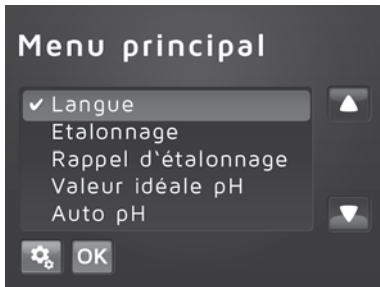 Menu principal
✔ Langue
Etalonnage
Rappel d‘étalonnage
Valeur idéale pH
Auto pH
OK